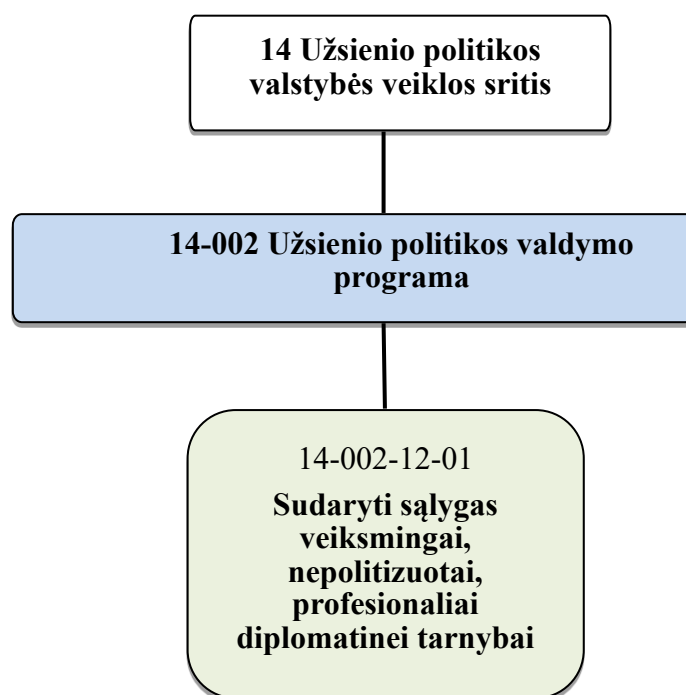 14 Užsienio politikos
valstybės veiklos sritis
14-002 Užsienio politikos valdymo
programa
14-002-12-01
Sudaryti sąlygas
veiksmingai,
nepolitizuotai,
profesionaliai
diplomatinei tarnybai